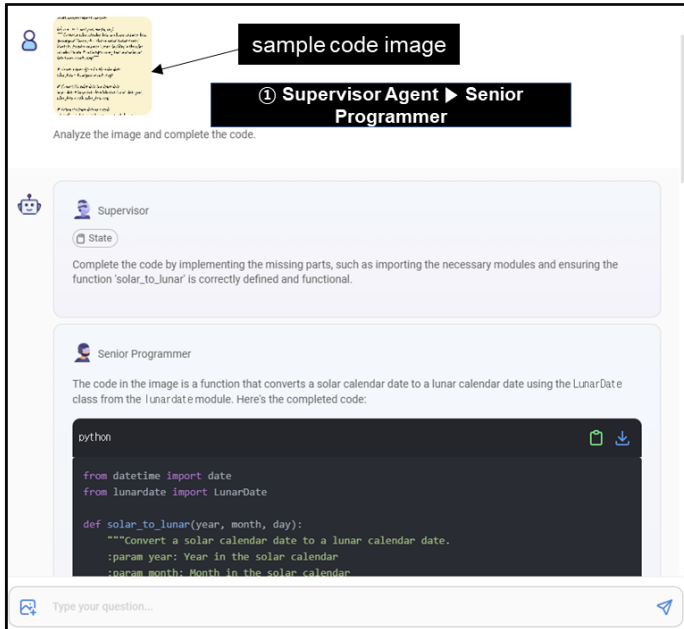 sample code image
① Supervisor Agent ▶ Senior
Programmer
Analyze the image and complete the code.
Supervisor
State
Complete the code by implementing the missing parts, such as importing the necessary modules and ensuring the
function 'solar_to_lunar' is correctly defined and functional.
Senior Programmer
The code in the image is a function that converts a solar calendar date to a lunar calendar date using the LunarDate
class from the lunardate module. Here's the completed code:
python
from datetime import date
from lunardate import LunarDate
def solar_to_lunar(year, month, day):
"""Convert a solar calendar date to a lunar calendar date.
:param year: Year in the solar calendar
:param month: Month in the solar calendar
Type your question...